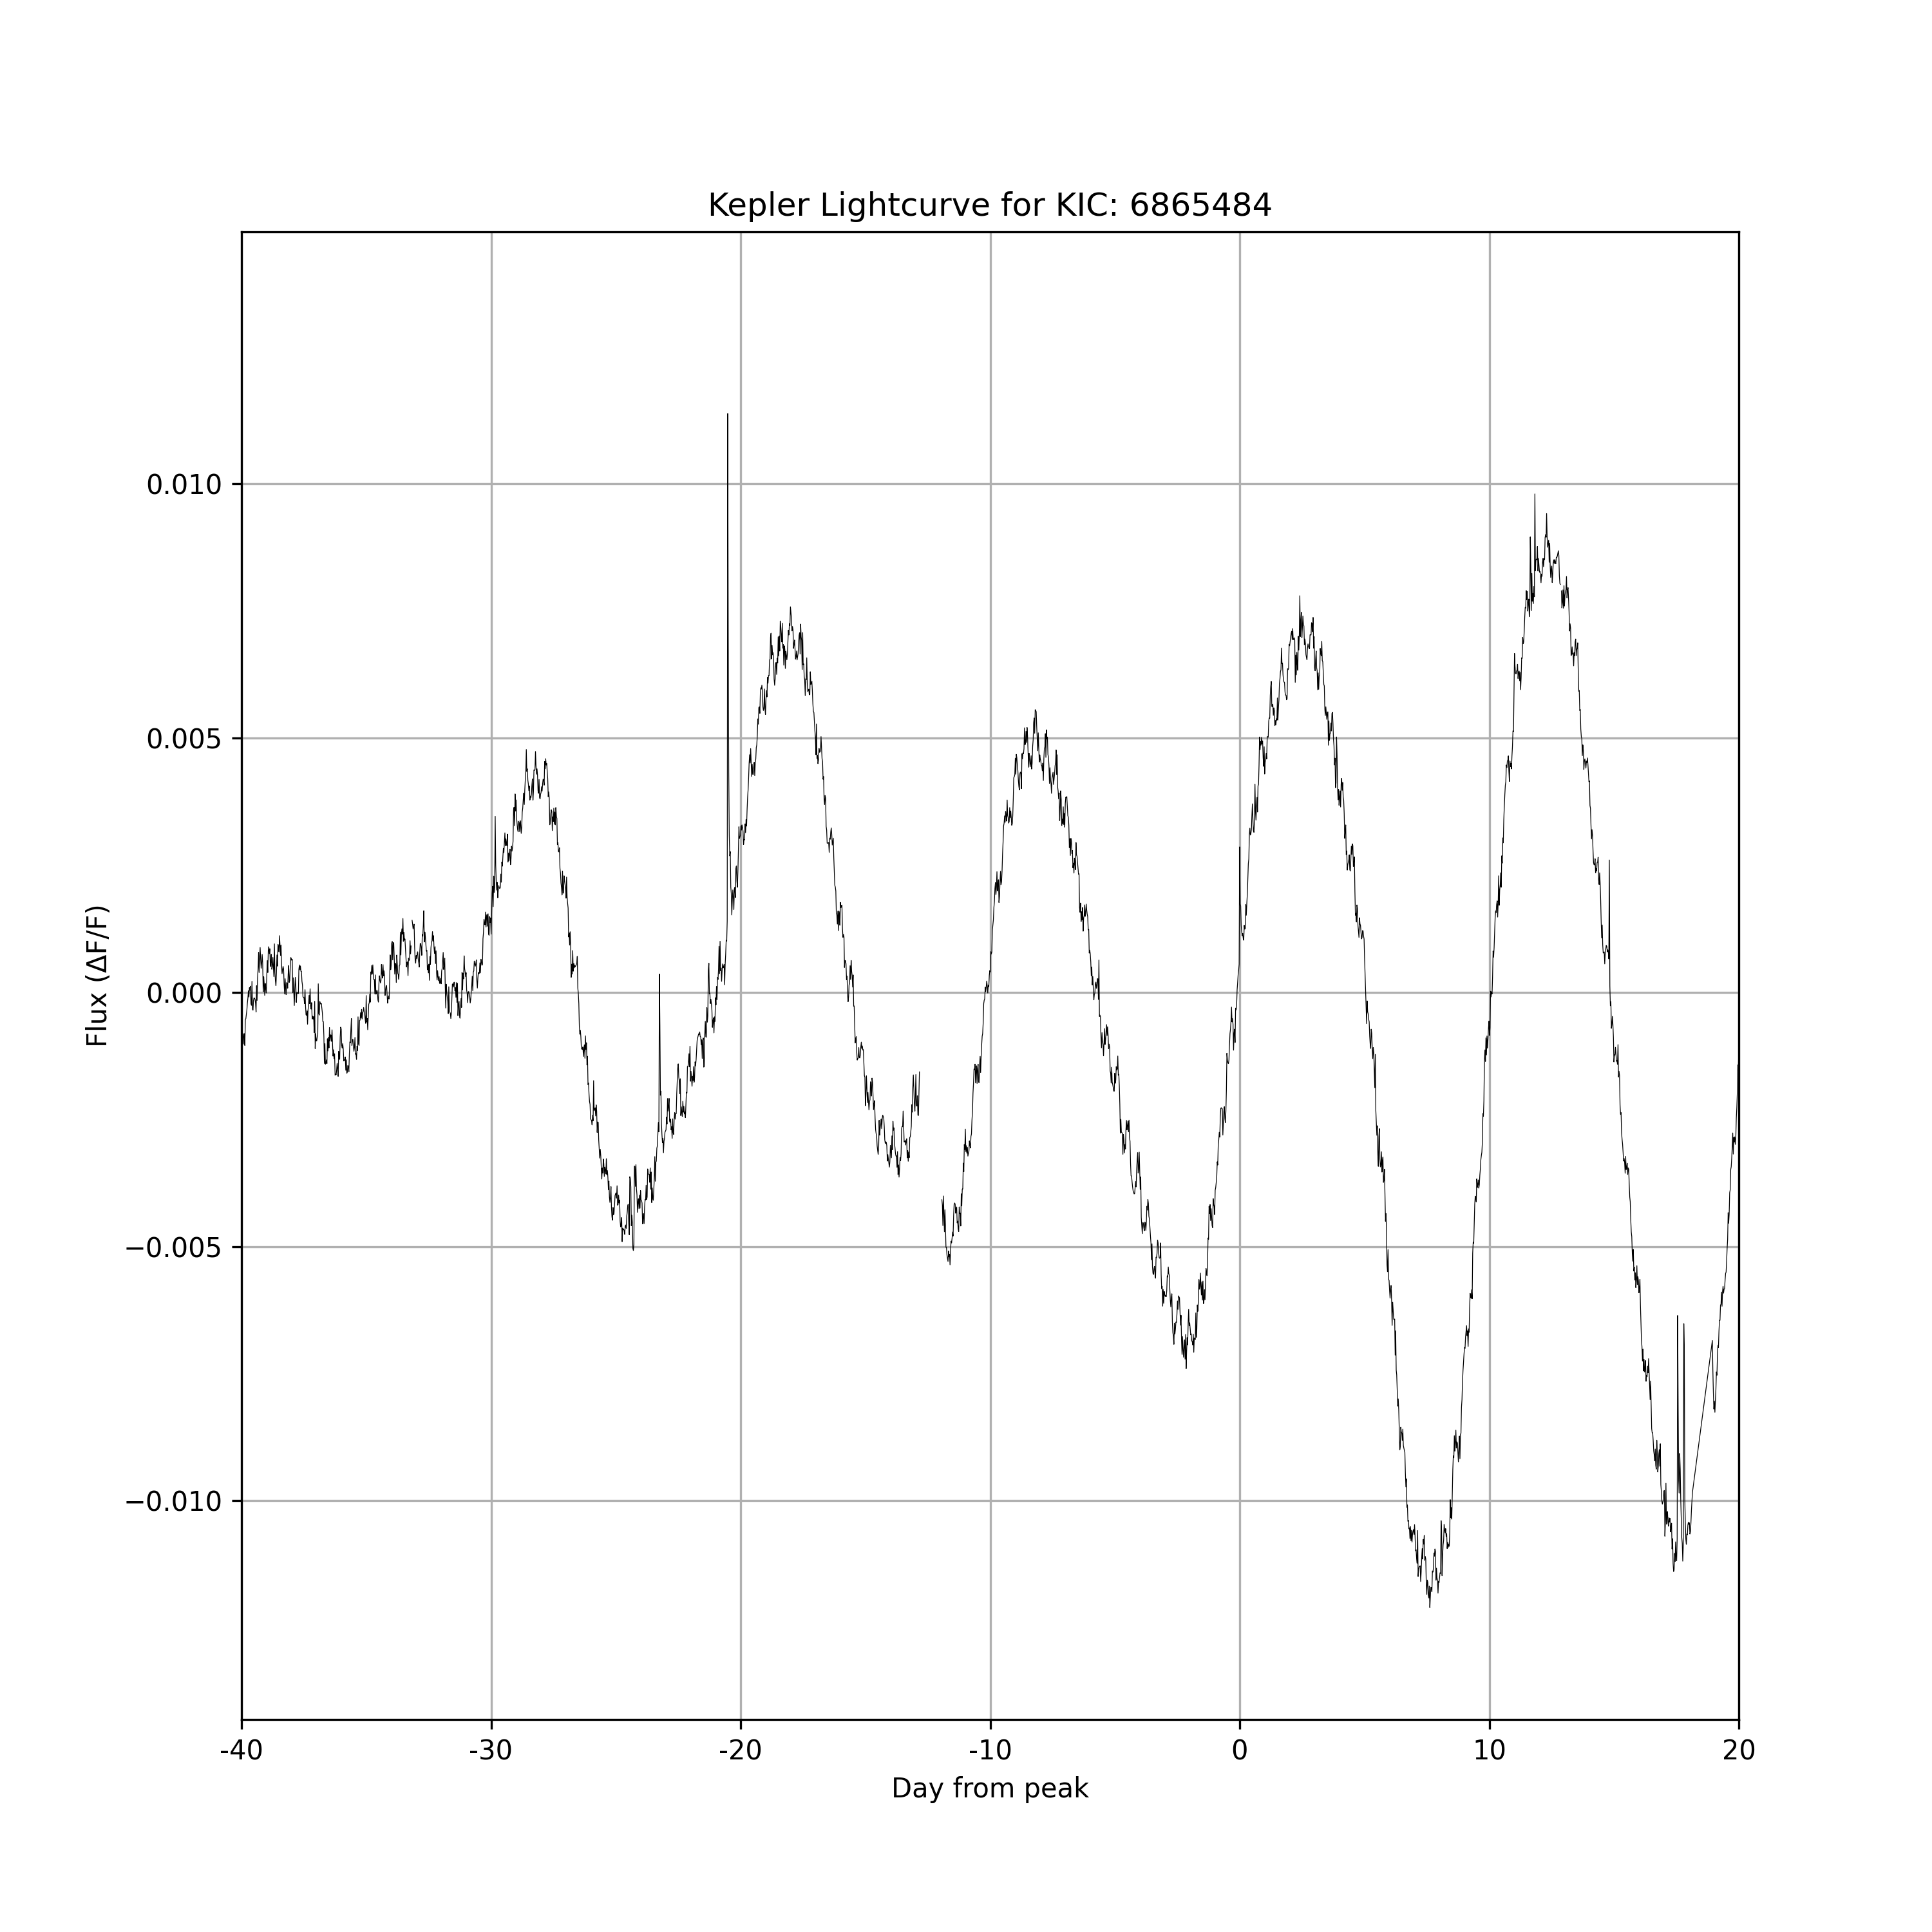 Kepler Lightcurve for KIC: 6865484
Flux (ΔF/F)
0.010
0.005
0.000
−0.005
−0.010
-40 -30 -20 -10 0 10 20
Day from peak